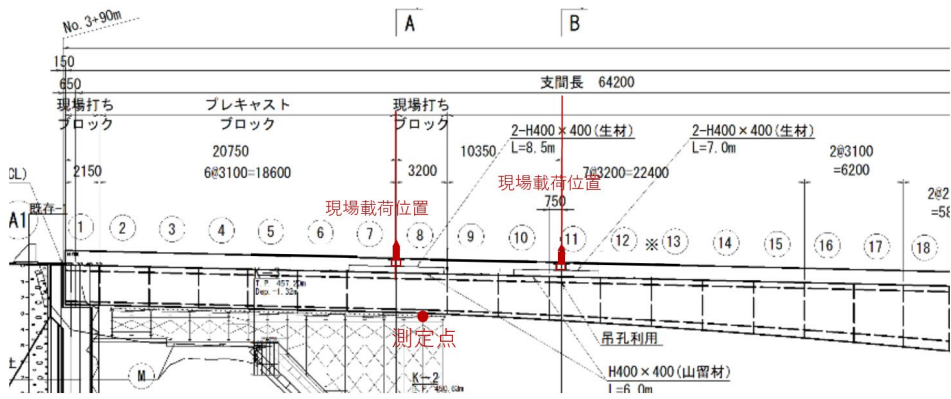 No. 3+90m
A
B
150
650
支間長 64200
現場打ち
ブロック
プレキャスト
ブロック
現場打ち
ブロック
2-H400×400(生材)
L=8.5m
2-H400×400(生材)
L=7.0m
20750
10350
2@3100
=6200
2150
6@3100=18600
3200
7@3200=22400
CL)
現場載荷位置
現場載荷位置
750
2@2
=58
A1
既存
1
2
3
4
5
6
7
8
9
10
11
12
※
13
14
15
16
17
18
測定点
吊孔利用
M
K-2
H400×400(山留材)
L=6.0m